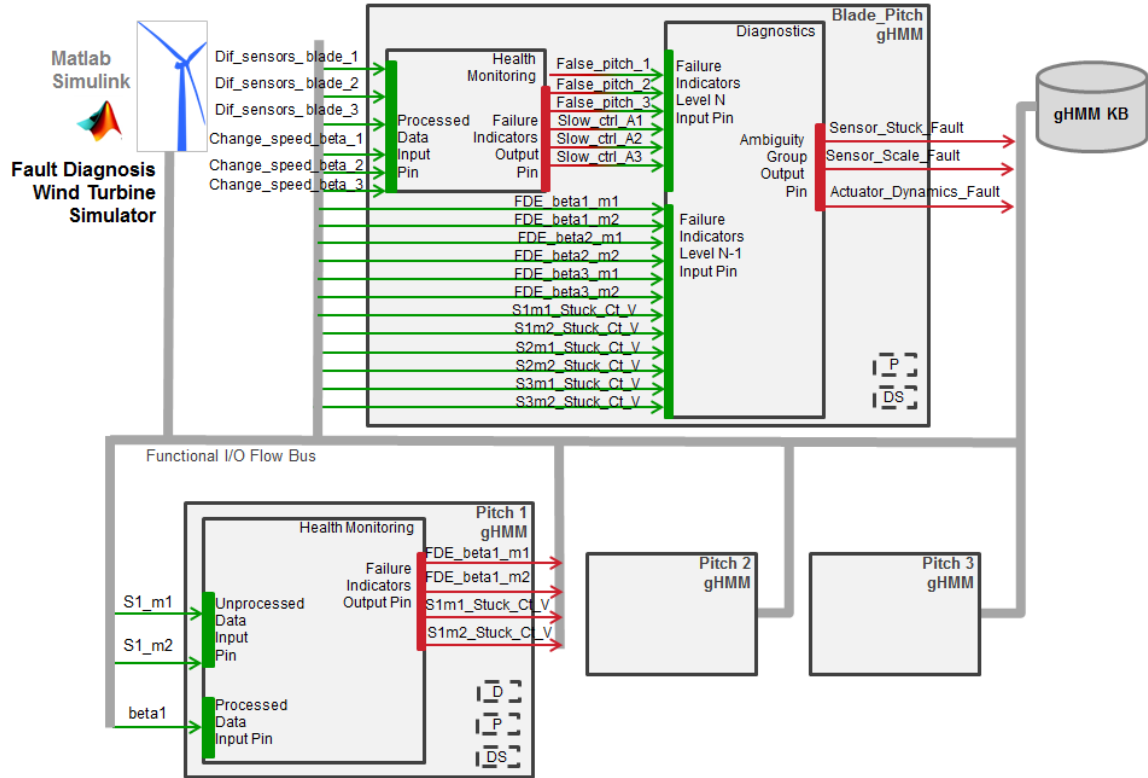 Blade_Pitch
gHMM
Matlab
Simulink
Fault Diagnosis
Wind Turbine
Simulator
Dif_sensors_blade_1
Dif_sensors_blade_2
Dif_sensors_blade_3
Change_speed_beta_1
Change_speed_beta_2
Change_speed_beta_3
Health
Monitoring
Processed
Data
Input
Pin
Failure
Indicators
Output
Pin
False_pitch_1
False_pitch_2
False_pitch_3
Slow_ctrl_A1
Slow_ctrl_A2
Slow_ctrl_A3
Diagnostics
Failure
Indicators
Level N
Input Pin
Ambiguity
Group
Output
Pin
Sensor_Stuck_Fault
Sensor_Scale_Fault
Actuator_Dynamics_Fault
gHMM KB
FDE_beta1_m1
FDE_beta1_m2
FDE_beta2_m1
FDE_beta2_m2
FDE_beta3_m1
FDE_beta3_m2
S1m1_Stuck_Ct_V
S1m2_Stuck_Ct_V
S2m1_Stuck_Ct_V
S2m2_Stuck_Ct_V
S3m1_Stuck_Ct_V
S3m2_Stuck_Ct_V
Failure
Indicators
Level N-1
Input Pin
P
DS
Functional I/O Flow Bus
Pitch 1
gHMM
Health Monitoring
S1_m1
S1_m2
beta1
Unprocessed
Data
Input
Pin
Processed
Data
Input Pin
Failure
Indicators
Output Pin
FDE_beta1_m1
FDE_beta1_m2
S1m1_Stuck_Ct_V
S1m2_Stuck_Ct_V
D
P
DS
Pitch 2
gHMM
Pitch 3
gHMM